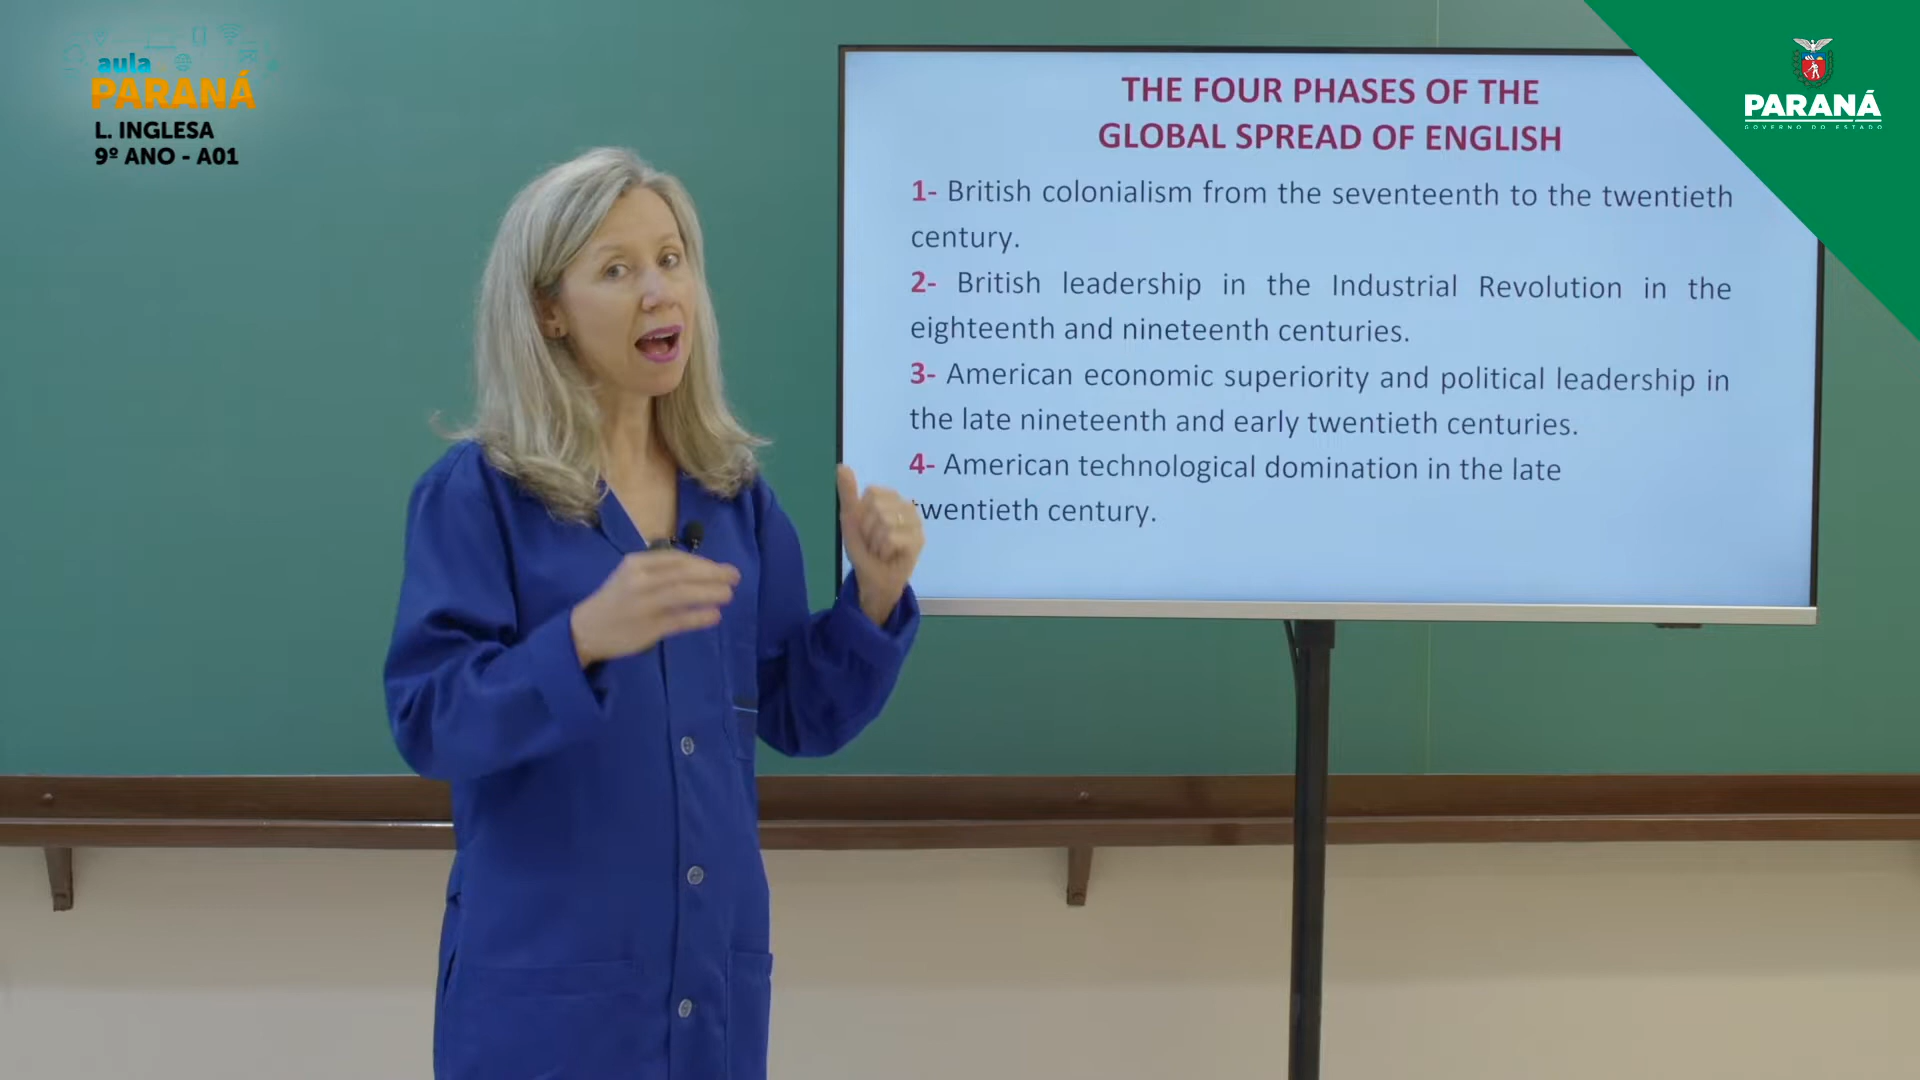 aula
PARANÁ
L. INGLESA
9º ANO - A01
PARANÁ
GOVERNO DO ESTADO
THE FOUR PHASES OF THE
GLOBAL SPREAD OF ENGLISH
1- British colonialism from the seventeenth to the twentieth
century.
2- British leadership in the Industrial Revolution in the
eighteenth and nineteenth centuries.
3- American economic superiority and political leadership in
the late nineteenth and early twentieth centuries.
4- American technological domination in the late
twentieth century.